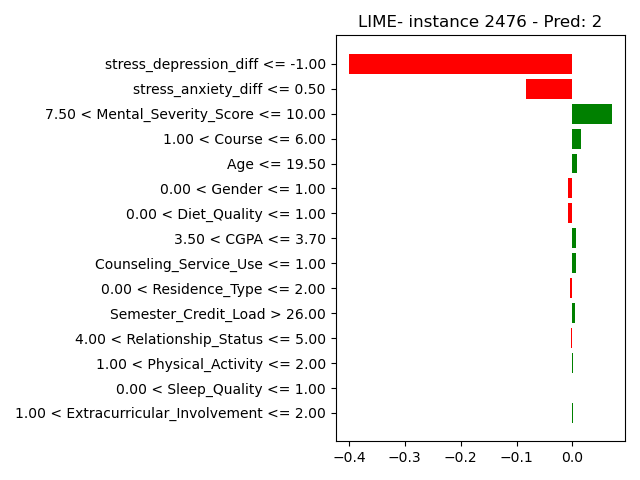 LIME- instance 2476 - Pred: 2
stress_depression_diff <= -1.00
stress_anxiety_diff <= 0.50
7.50 < Mental_Severity_Score <= 10.00
1.00 < Course <= 6.00
Age <= 19.50
0.00 < Gender <= 1.00
0.00 < Diet_Quality <= 1.00
3.50 < CGPA <= 3.70
Counseling_Service_Use <= 1.00
0.00 < Residence_Type <= 2.00
Semester_Credit_Load > 26.00
4.00 < Relationship_Status <= 5.00
1.00 < Physical_Activity <= 2.00
0.00 < Sleep_Quality <= 1.00
1.00 < Extracurricular_Involvement <= 2.00
−0.4 −0.3 −0.2 −0.1 0.0